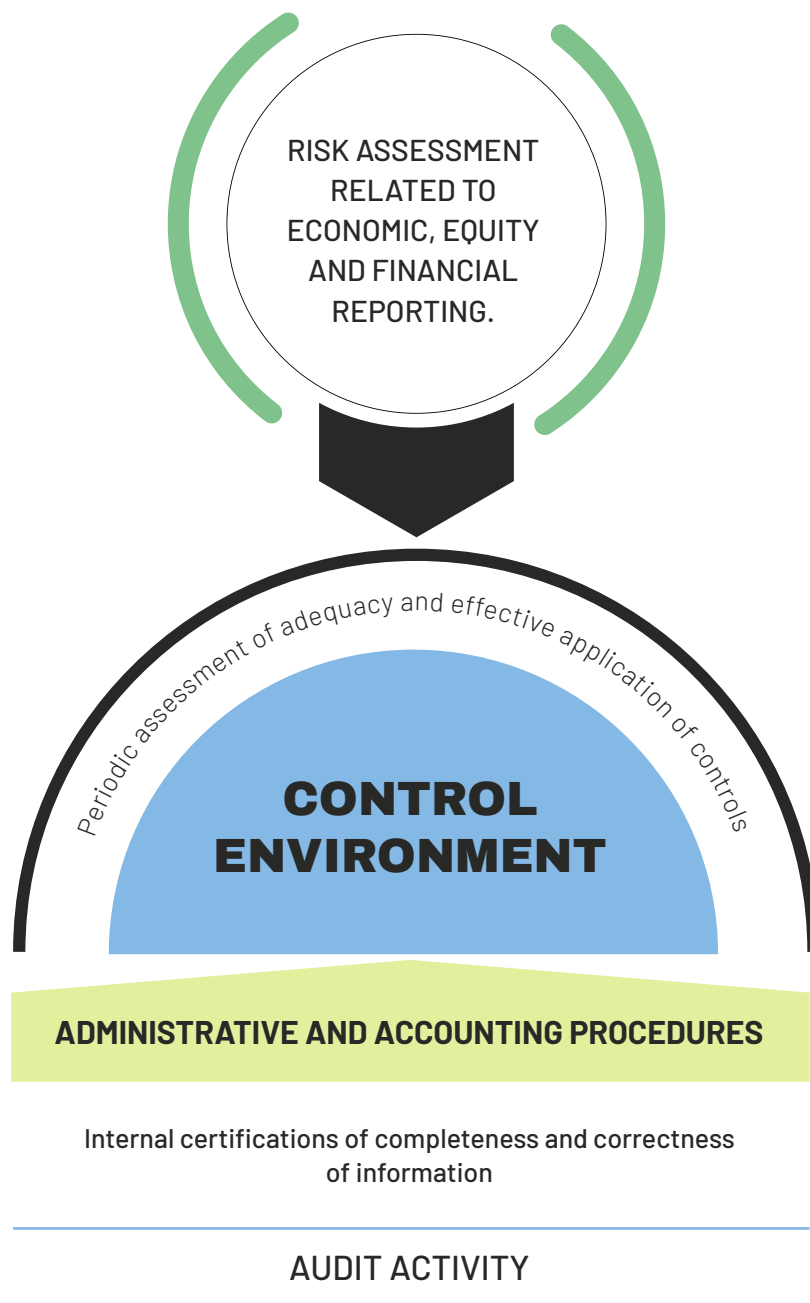 RISK ASSESSMENT
RELATED TO
ECONOMIC, EQUITY
AND FINANCIAL
REPORTING.
Periodic assessment of adequacy and effective application of controls
CONTROL
ENVIRONMENT
ADMINISTRATIVE AND ACCOUNTING PROCEDURES
Internal certifications of completeness and correctness
of information
AUDIT ACTIVITY